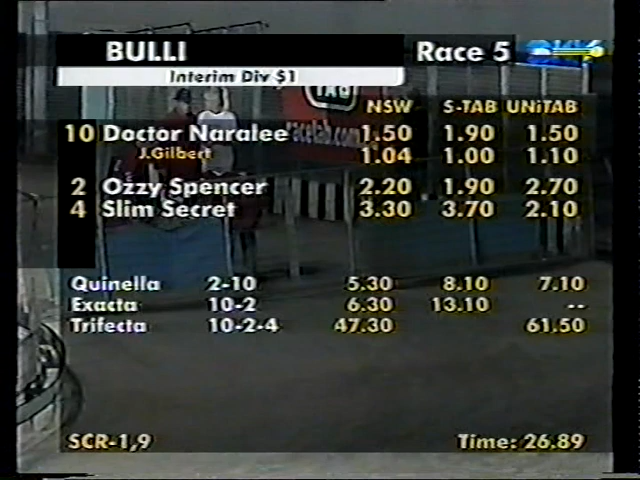 BULLI Race 5
Interim Div $1
NSW S-TAB UNiTAB
10 Doctor Naralee 1.50 1.90 1.50
J.Gilbert 1.04 1.00 1.10
2 Ozzy Spencer 2.20 1.90 2.70
4 Slim Secret 3.30 3.70 2.10
Quinella 2-10 5.30 8.10 7.10
Exacta 10-2 6.30 13.10 --
Trifecta 10-2-4 47.30 61.50
SCR-1,9 Time: 26.89
TAB
racetab.com